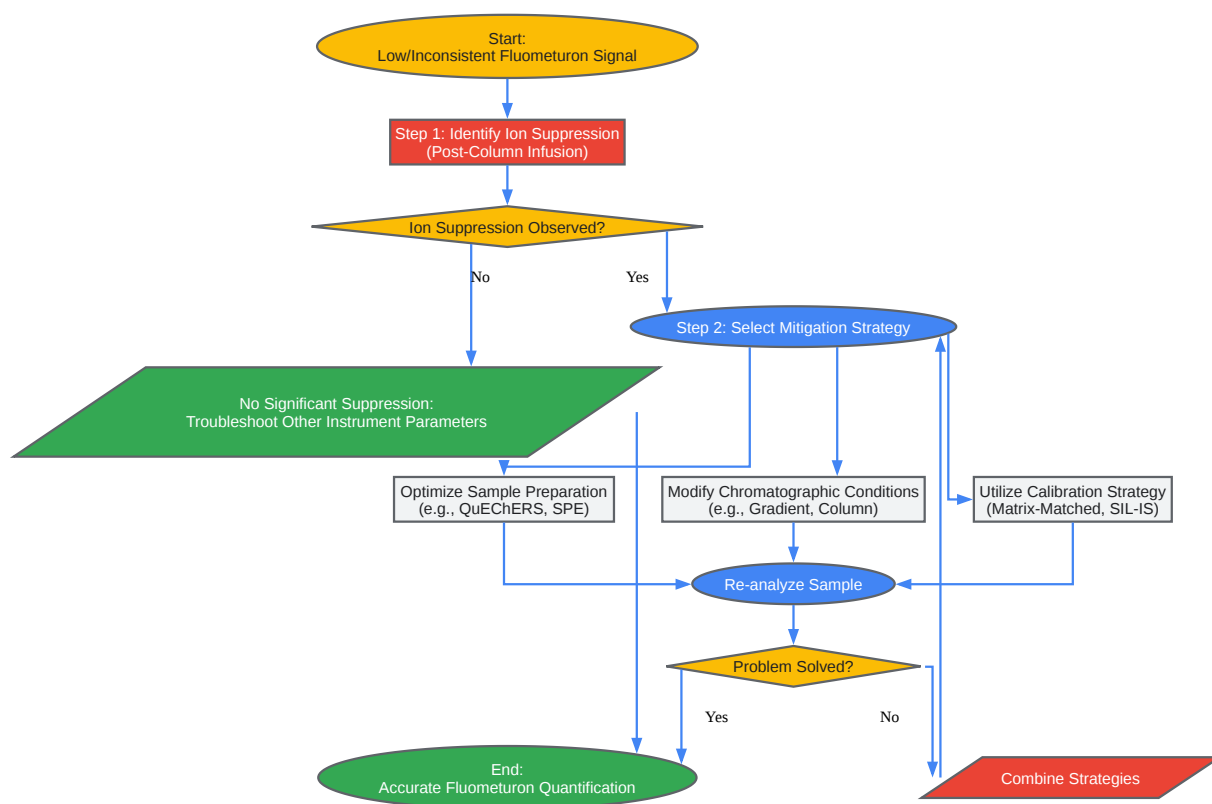 Start:
Low/Inconsistent Fluometuron Signal
Step 1: Identify Ion Suppression
(Post-Column Infusion)
Ion Suppression Observed?
No
Yes
Step 2: Select Mitigation Strategy
No Significant Suppression:
Troubleshoot Other Instrument Parameters
Optimize Sample Preparation
(e.g., QuEChERS, SPE)
Modify Chromatographic Conditions
(e.g., Gradient, Column)
Utilize Calibration Strategy
(Matrix-Matched, SIL-IS)
Re-analyze Sample
Problem Solved?
Yes
No
End:
Accurate Fluometuron Quantification
Combine Strategies